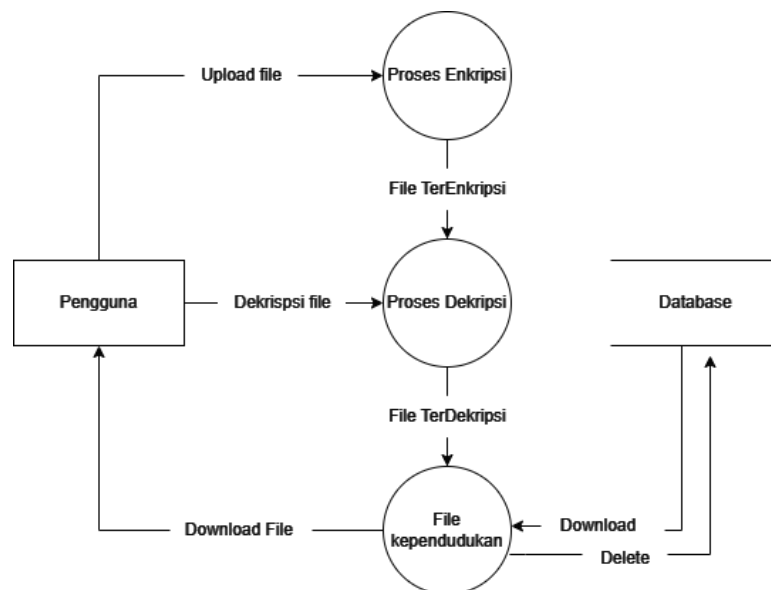 Upload file
Proses Enkripsi
File TerEnkripsi
Pengguna
Dekrispsi file
Proses Dekripsi
Database
File TerDekripsi
Download File
File
kependudukan
Download
Delete